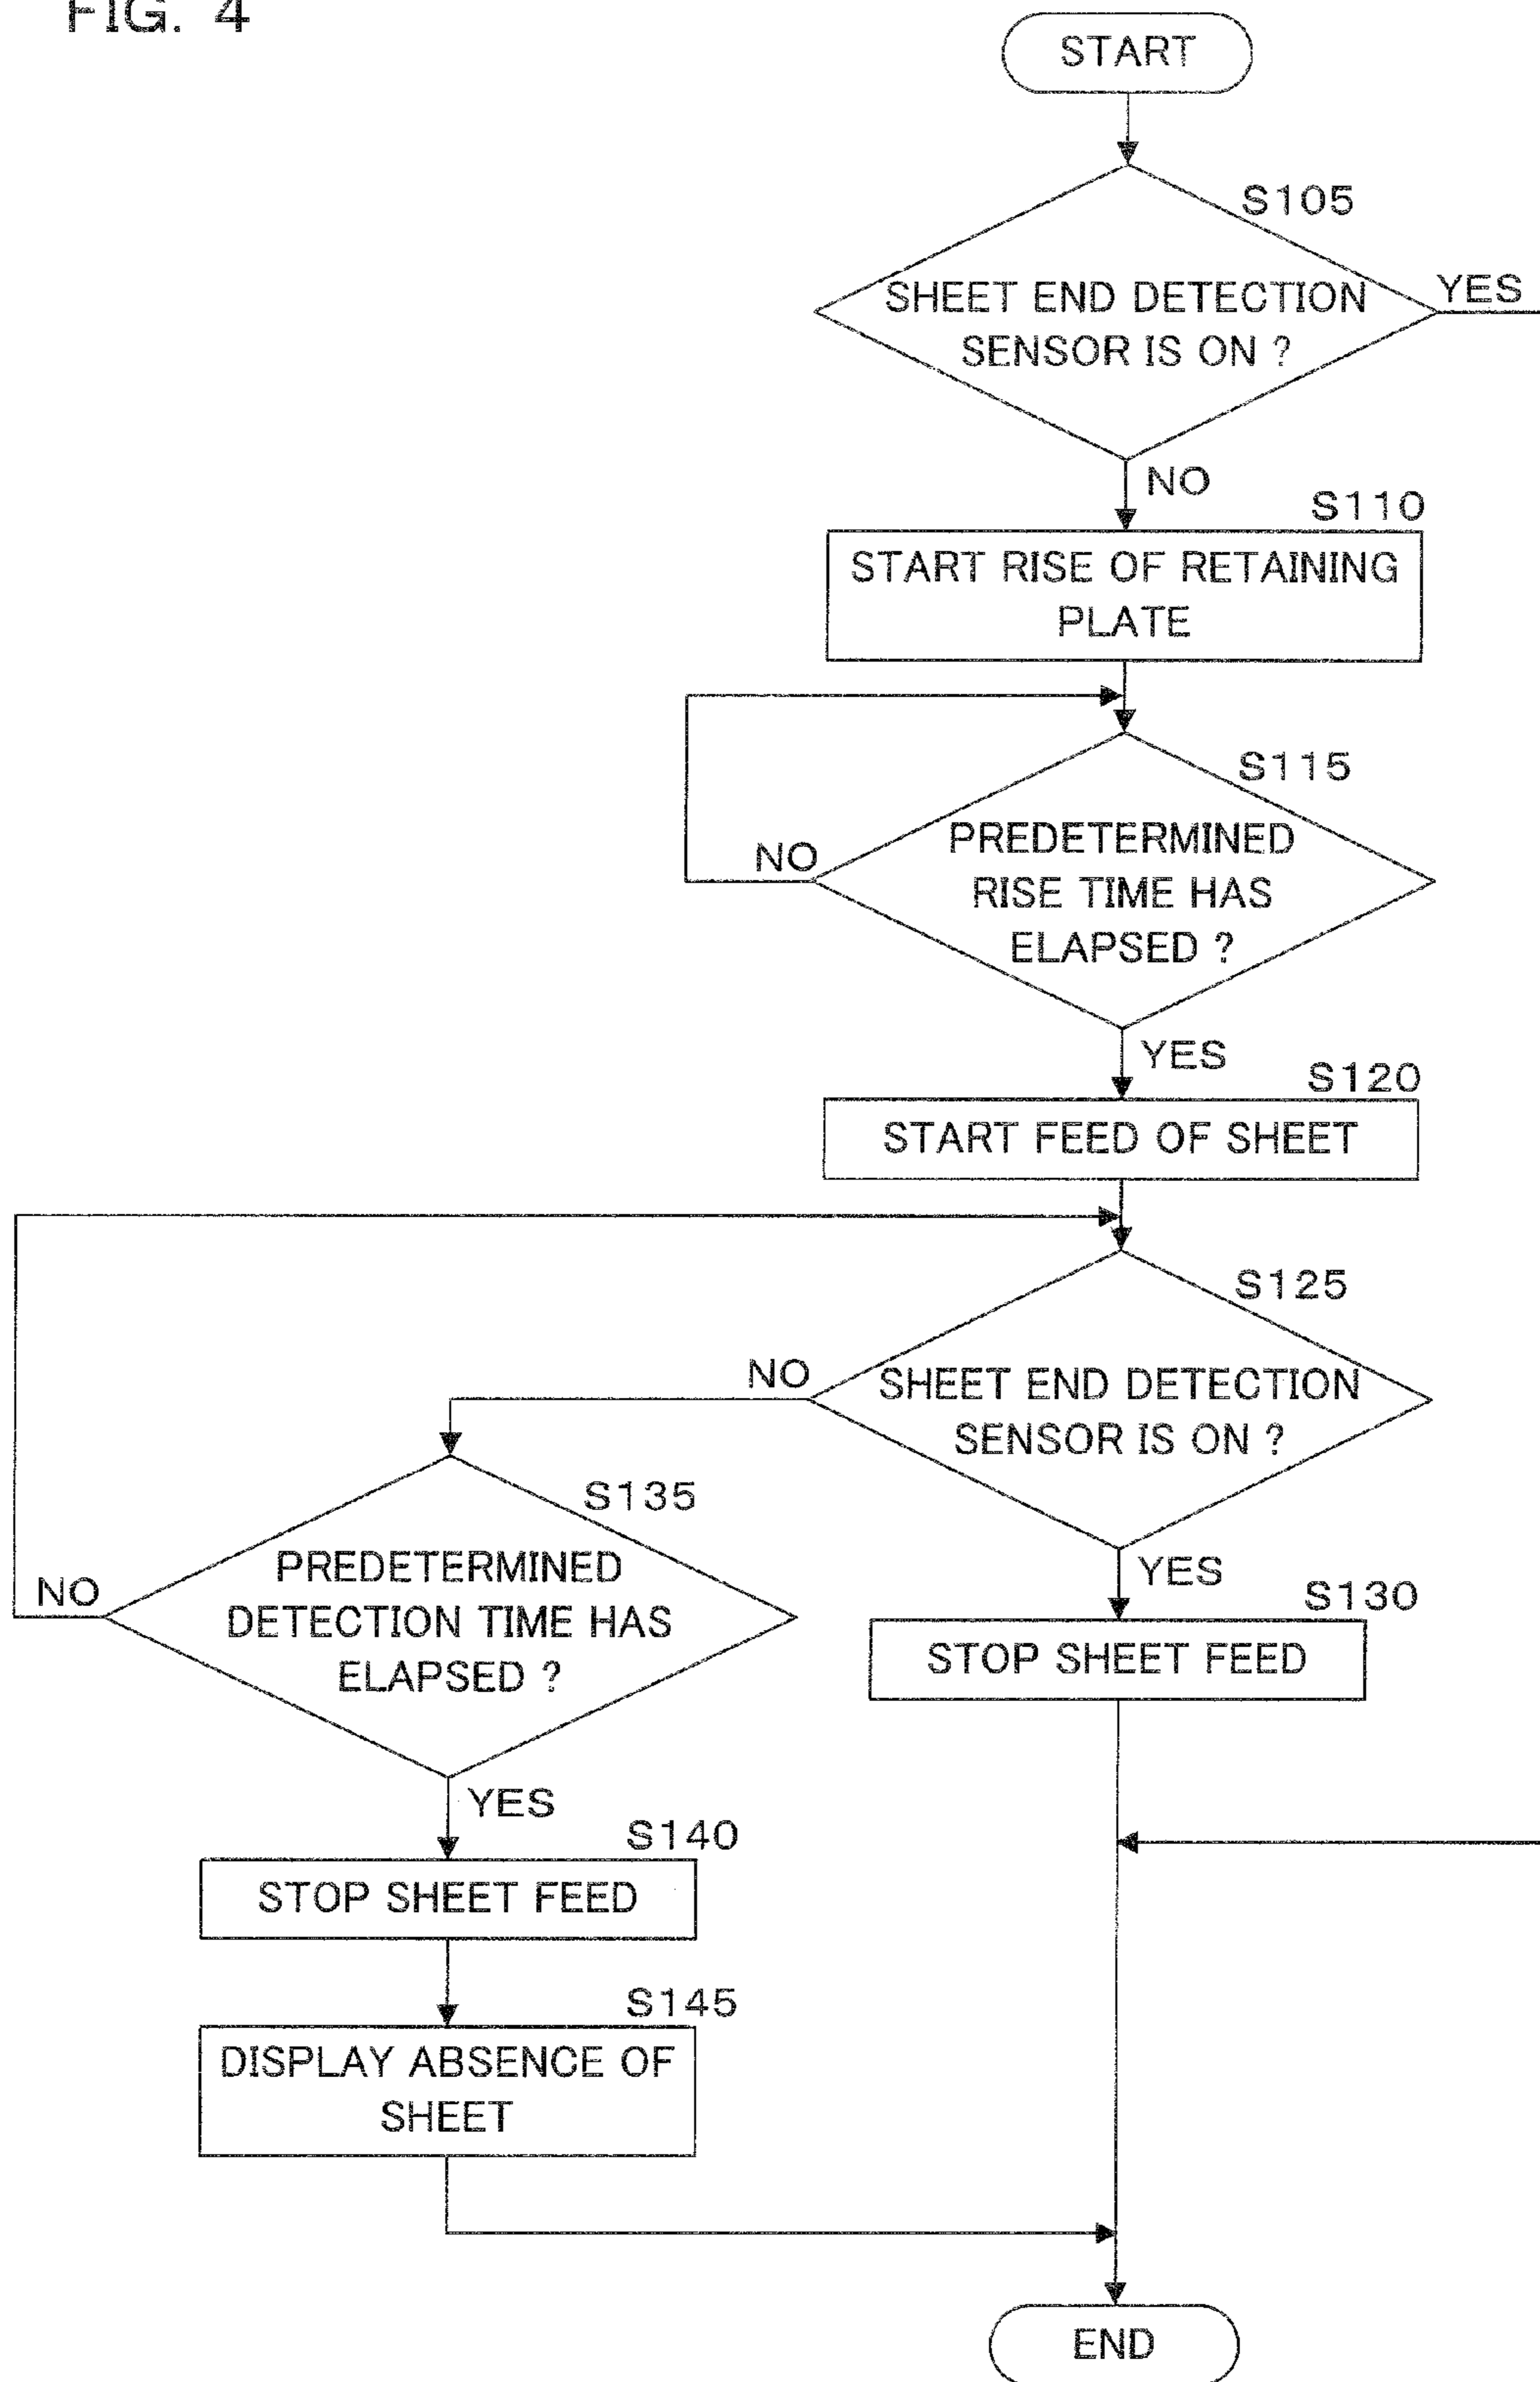 FIG. 4
START
S105
SHEET END DETECTION
SENSOR IS ON ?
YES
NO
S110
START RISE OF RETAINING
PLATE
S115
PREDETERMINED
RISE TIME HAS
ELAPSED ?
NO
YES
S120
START FEED OF SHEET
S125
SHEET END DETECTION
SENSOR IS ON ?
NO
YES
S135
PREDETERMINED
DETECTION TIME HAS
ELAPSED ?
NO
YES
S130
STOP SHEET FEED
S140
STOP SHEET FEED
S145
DISPLAY ABSENCE OF
SHEET
END